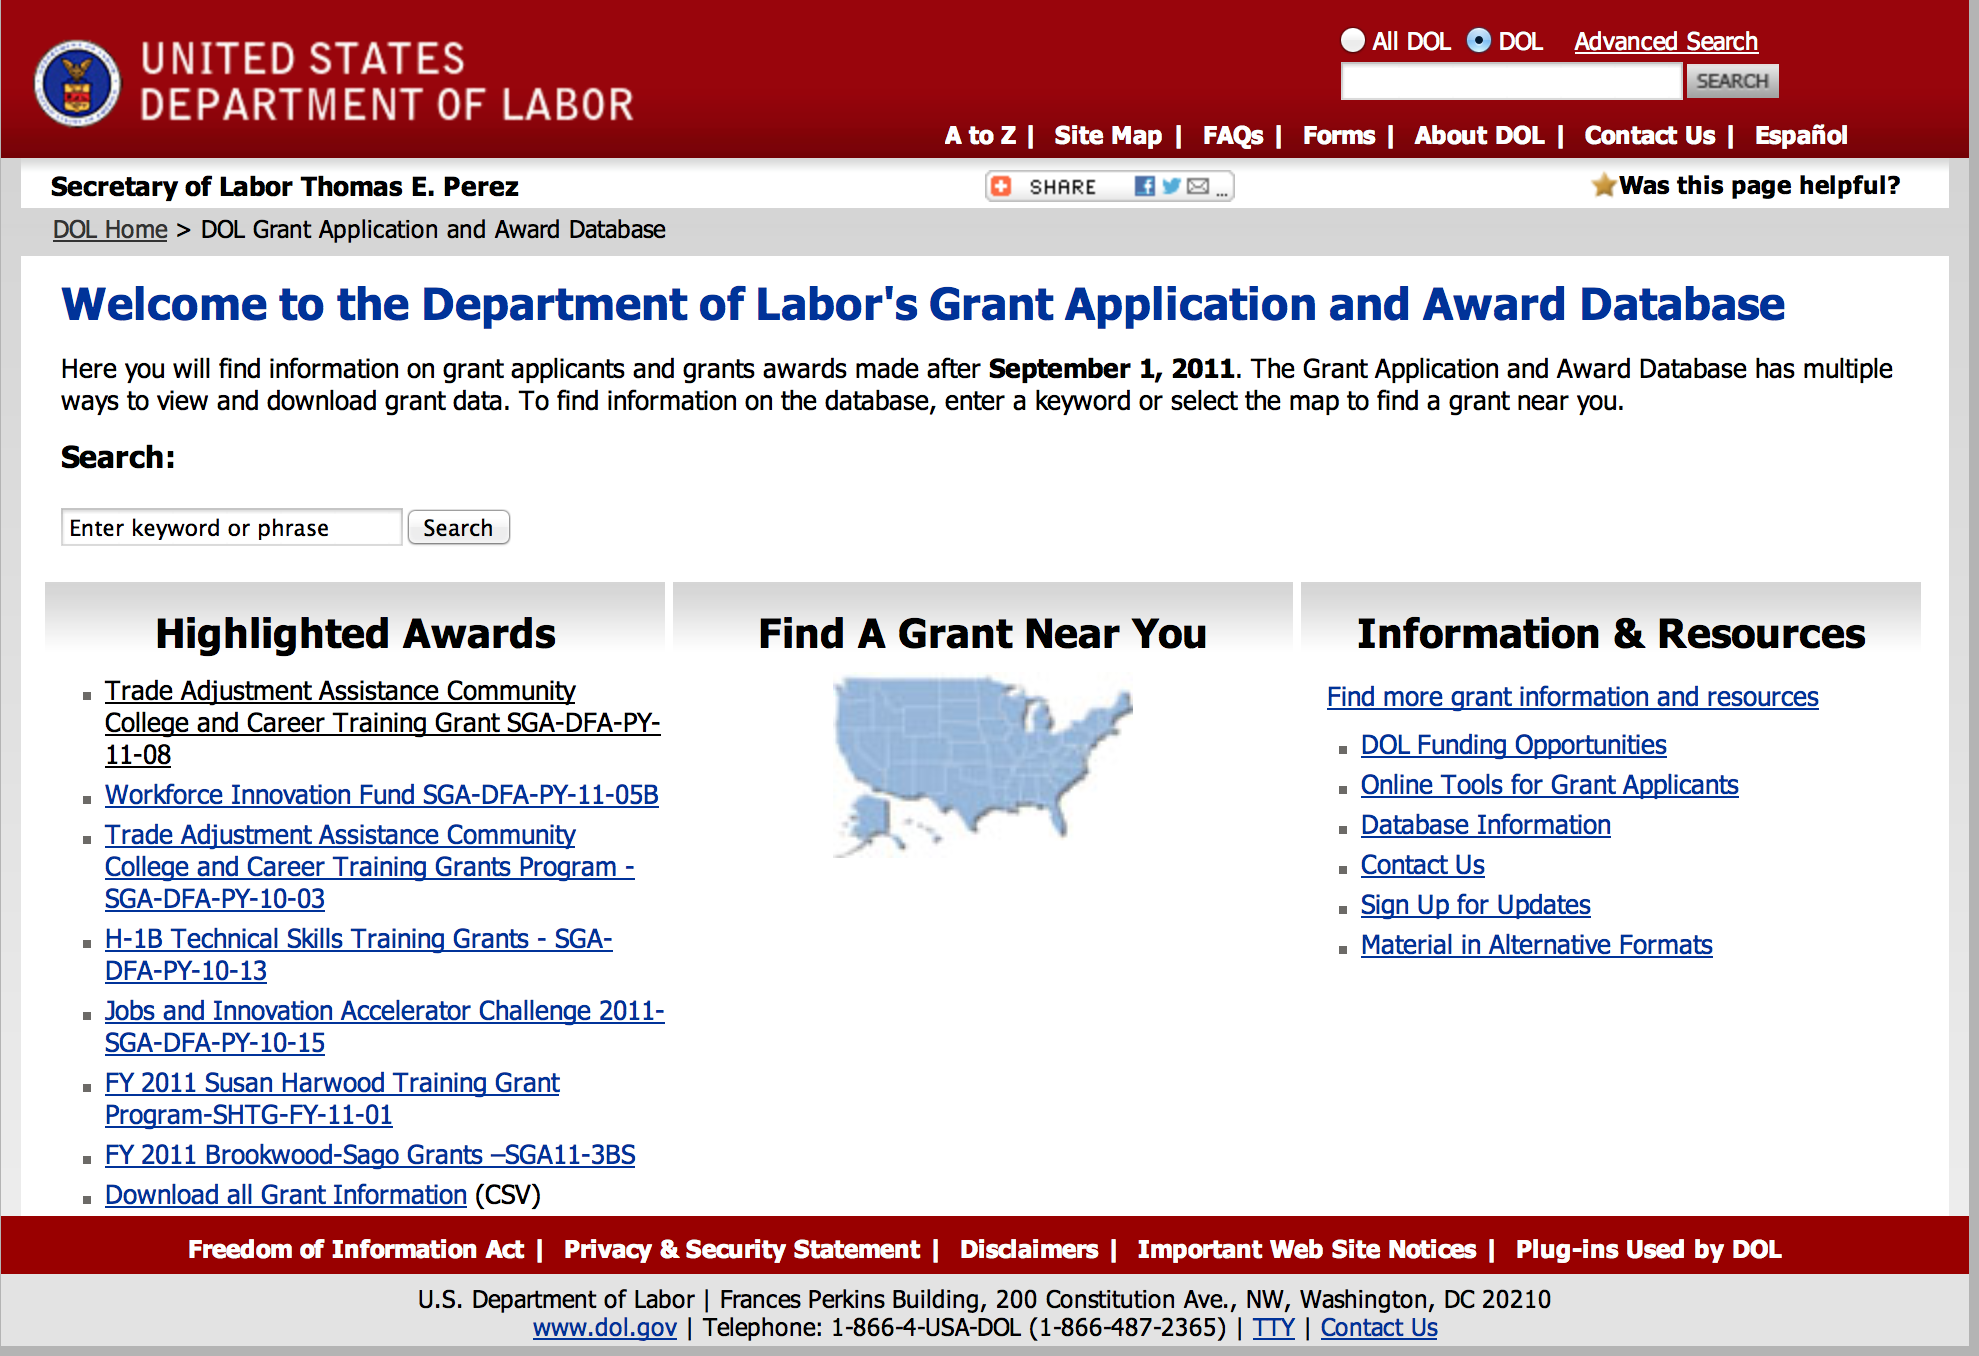 UNITED STATES
DEPARTMENT OF LABOR
All DOL DOL Advanced Search
SEARCH
A to Z | Site Map | FAQs | Forms | About DOL | Contact Us | Español
Secretary of Labor Thomas E. Perez
SHARE ...
Was this page helpful?
DOL Home > DOL Grant Application and Award Database
Welcome to the Department of Labor's Grant Application and Award Database
Here you will find information on grant applicants and grants awards made after September 1, 2011. The Grant Application and Award Database has multiple
ways to view and download grant data. To find information on the database, enter a keyword or select the map to find a grant near you.
Search:
Enter keyword or phrase Search
Highlighted Awards
Trade Adjustment Assistance Community
College and Career Training Grant SGA-DFA-PY-
11-08
Workforce Innovation Fund SGA-DFA-PY-11-05B
Trade Adjustment Assistance Community
College and Career Training Grants Program -
SGA-DFA-PY-10-03
H-1B Technical Skills Training Grants - SGA-
DFA-PY-10-13
Jobs and Innovation Accelerator Challenge 2011-
SGA-DFA-PY-10-15
FY 2011 Susan Harwood Training Grant
Program-SHTG-FY-11-01
FY 2011 Brookwood-Sago Grants –SGA11-3BS
Download all Grant Information (CSV)
Find A Grant Near You
Information & Resources
Find more grant information and resources
DOL Funding Opportunities
Online Tools for Grant Applicants
Database Information
Contact Us
Sign Up for Updates
Material in Alternative Formats
Freedom of Information Act | Privacy & Security Statement | Disclaimers | Important Web Site Notices | Plug-ins Used by DOL
U.S. Department of Labor | Frances Perkins Building, 200 Constitution Ave., NW, Washington, DC 20210
www.dol.gov | Telephone: 1-866-4-USA-DOL (1-866-487-2365) | TTY | Contact Us